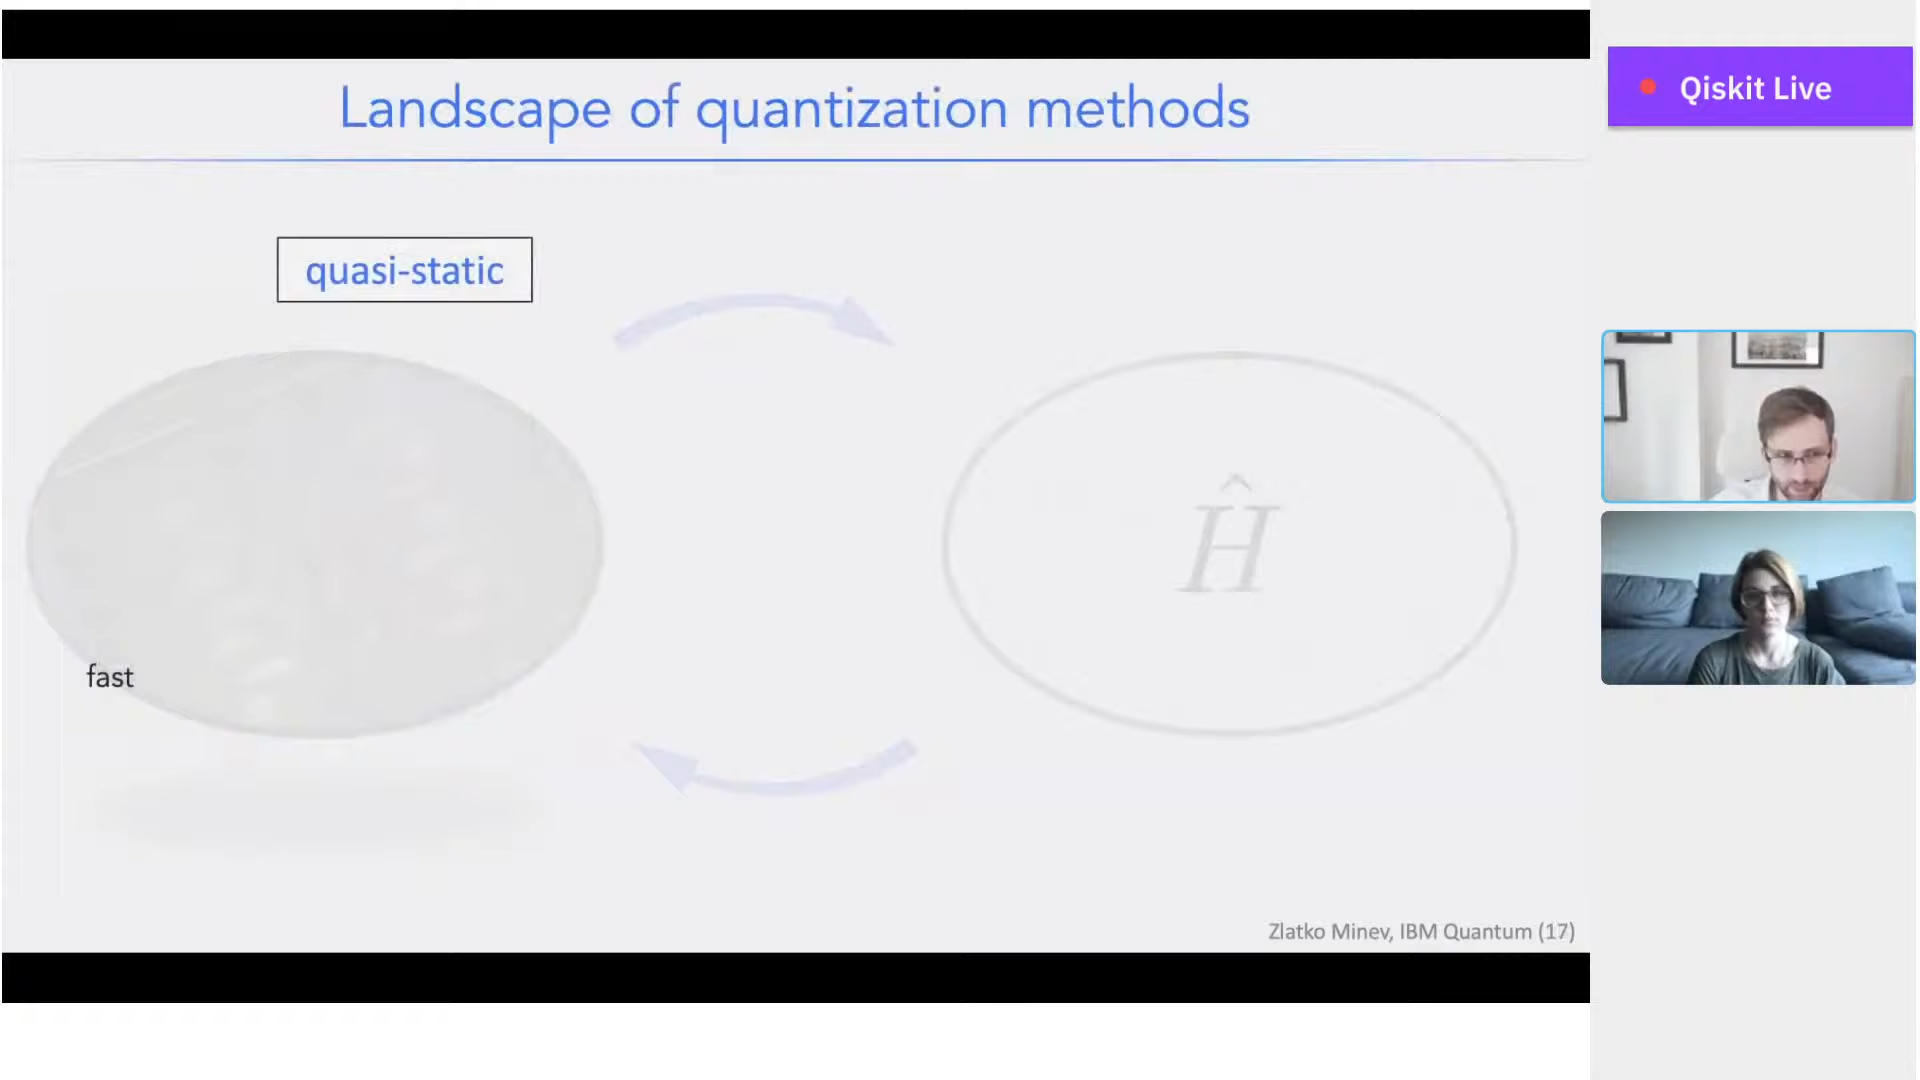 Landscape of quantization methods
Qiskit Live
quasi-static
Ĥ
fast
Zlatko Minev, IBM Quantum (17)